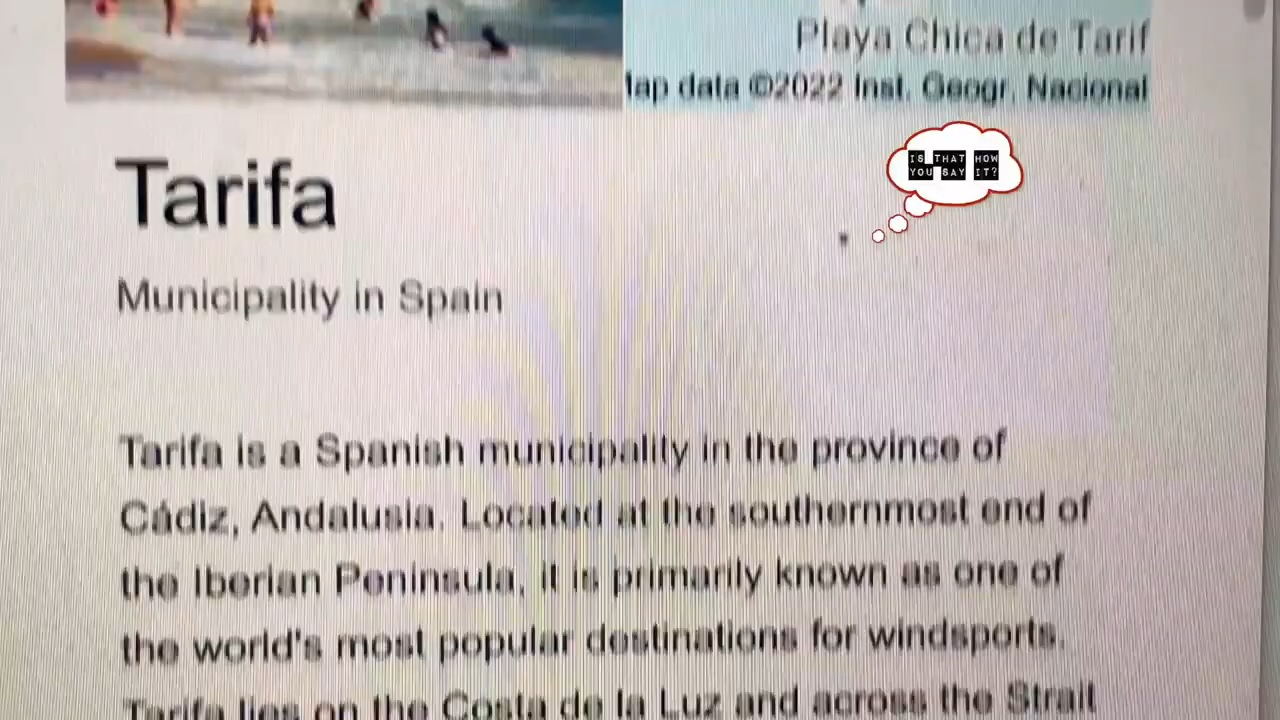 Playa Chica de Tarif
Map data ©2022 Inst. Geogr. Nacional
IS THAT HOW
YOU SAY IT?
Tarifa
Municipality in Spain
Tarifa is a Spanish municipality in the province of
Cádiz, Andalusia. Located at the southernmost end of
the Iberian Peninsula, it is primarily known as one of
the world's most popular destinations for windsports.
Tarifa lies on the Costa de la Luz and across the Strait